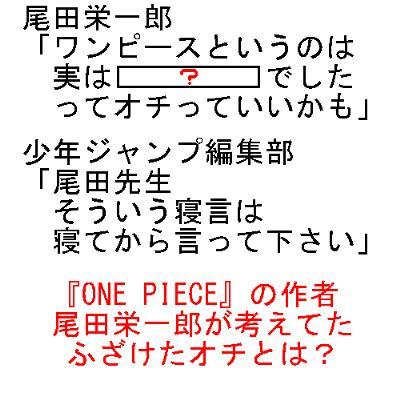 尾田栄一郎
「ワンピースというのは
実は ? でした
ってオチっていいかも」
少年ジャンプ編集部
「尾田先生
そういう寝言は
寝てから言って下さい」
『ONE PIECE』の作者
尾田栄一郎が考えてた
ふざけたオチとは？